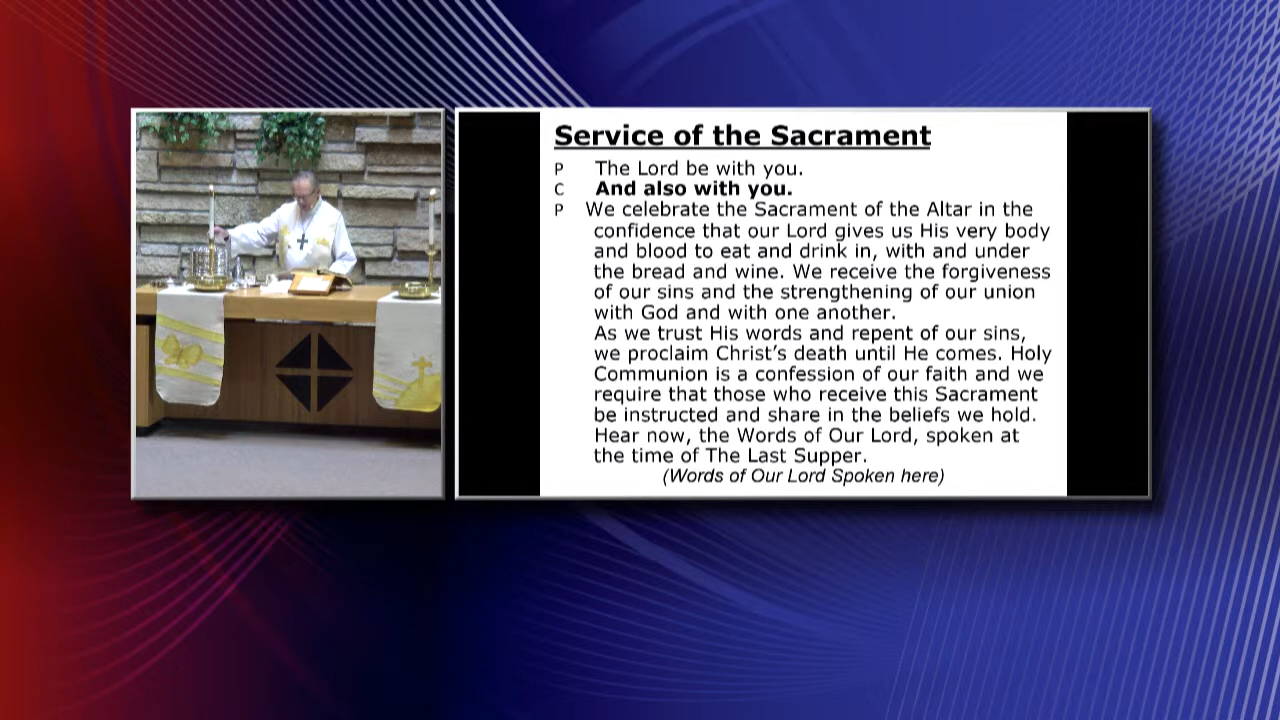 Service of the Sacrament
P The Lord be with you.
C And also with you.
P We celebrate the Sacrament of the Altar in the
confidence that our Lord gives us His very body
and blood to eat and drink in, with and under
the bread and wine. We receive the forgiveness
of our sins and the strengthening of our union
with God and with one another.
As we trust His words and repent of our sins,
we proclaim Christ’s death until He comes. Holy
Communion is a confession of our faith and we
require that those who receive this Sacrament
be instructed and share in the beliefs we hold.
Hear now, the Words of Our Lord, spoken at
the time of The Last Supper.
(Words of Our Lord Spoken here)